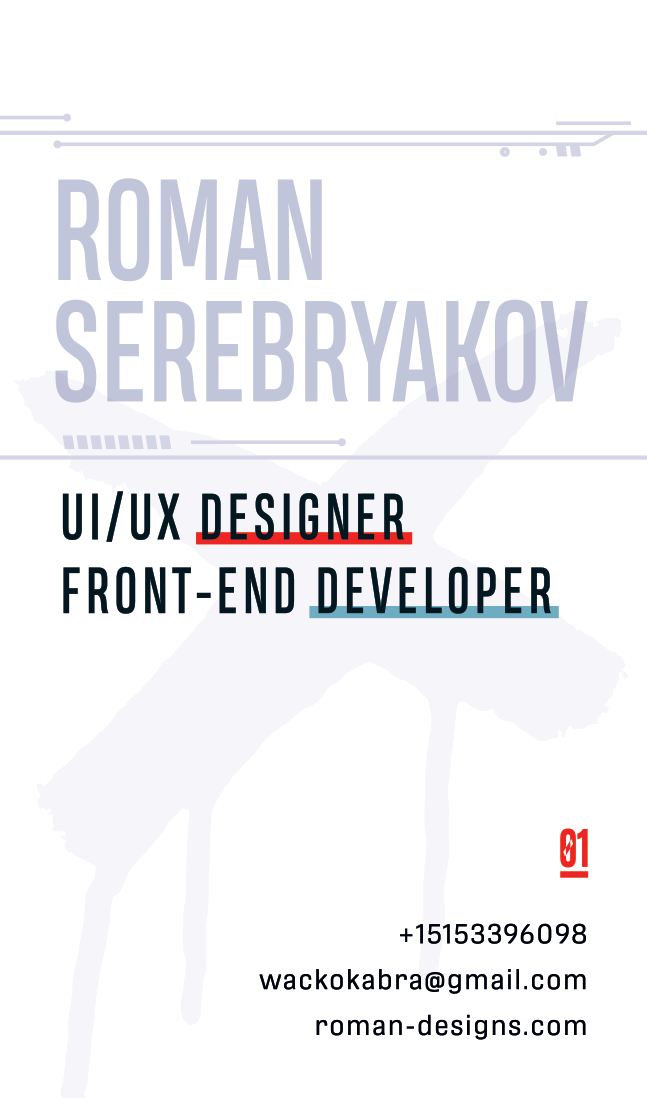 ROMAN
SEREBRYAKOV
UI/UX DESIGNER
FRONT-END DEVELOPER
01
+15153396098
wackokabra@gmail.com
roman-designs.com